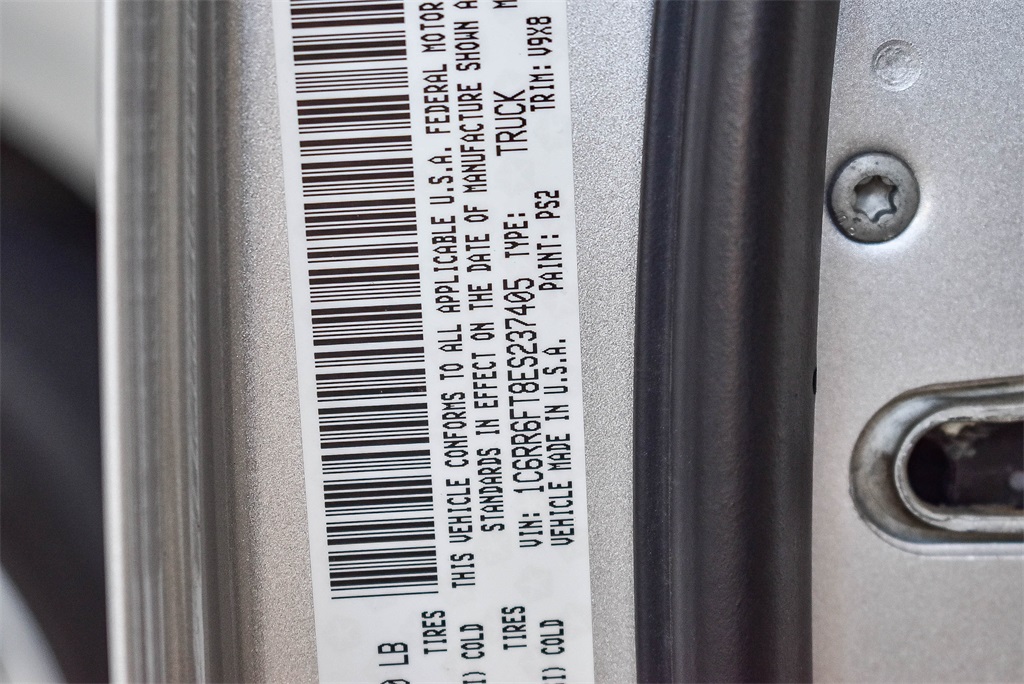 THIS VEHICLE CONFORMS TO ALL APPLICABLE U.S.A. FEDERAL MOTOR
STANDARDS IN EFFECT ON THE DATE OF MANUFACTURE SHOWN A
VIN: 1C6RR6FT8ES237405 TYPE: TRUCK M
VEHICLE MADE IN U.S.A. PAINT: PS2 TRIM: V9X8
LB
TIRES
I) COLD
TIRES
I) COLD